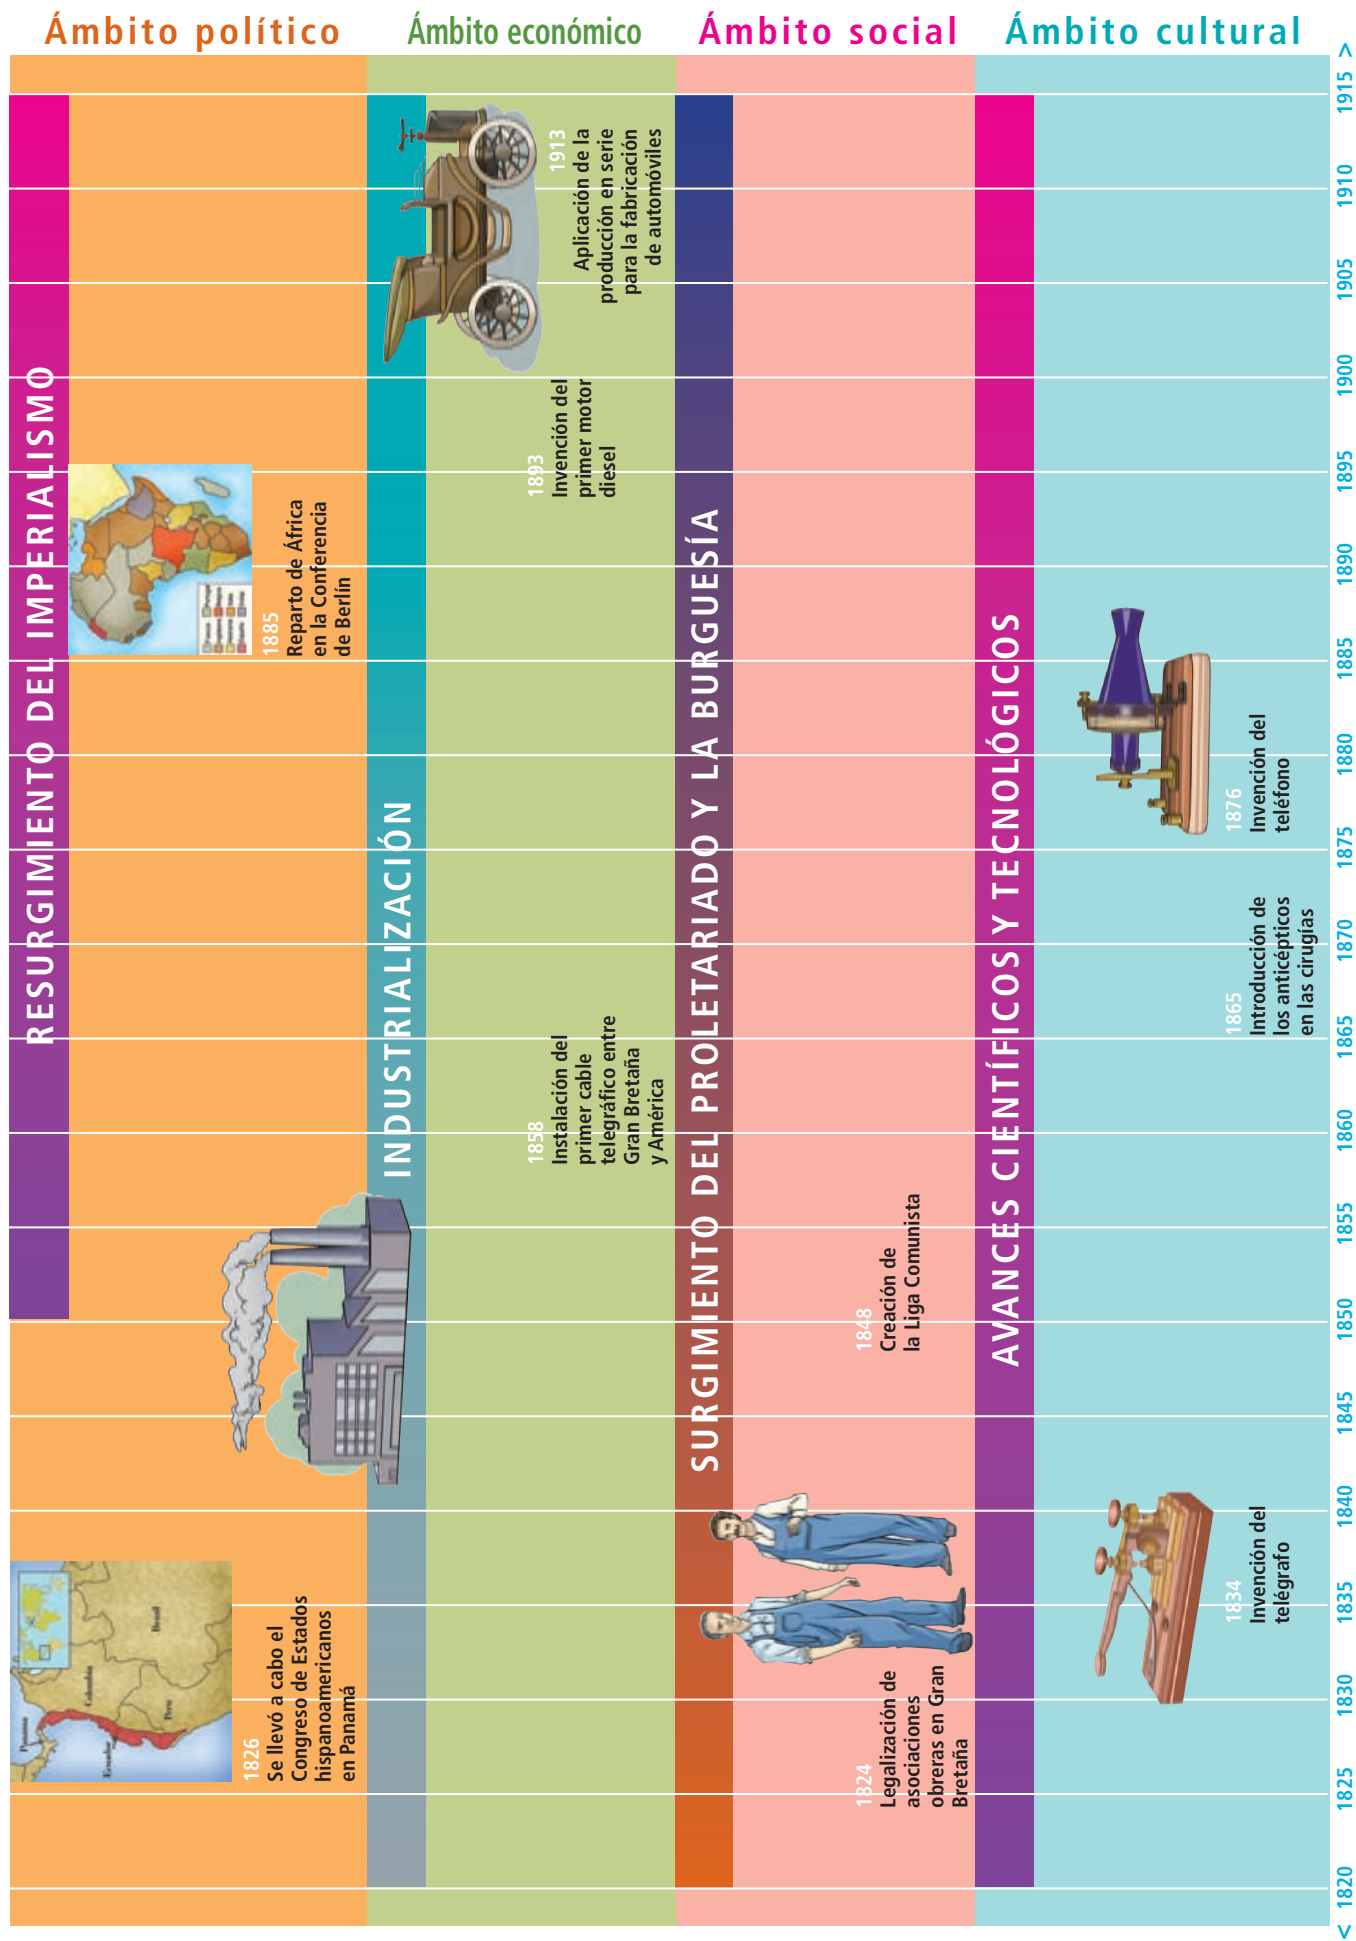 Ámbito político
RESURGIMIENTO DEL IMPERIALISMO
1826
Se llevó a cabo el
Congreso de Estados
hispanoamericanos
en Panamá
Panamá
Colombia
Ecuador
Perú
Brasil
1885
Reparto de África
en la Conferencia
de Berlín
Ámbito económico
INDUSTRIALIZACIÓN
1858
Instalación del
primer cable
telegráfico entre
Gran Bretaña
y América
1893
Invención del
primer motor
diesel
1913
Aplicación de la
producción en serie
para la fabricación
de automóviles
Ámbito social
SURGIMIENTO DEL PROLETARIADO Y LA BURGUESÍA
1824
Legalización de
asociaciones
obreras en Gran
Bretaña
1848
Creación de
la Liga Comunista
Ámbito cultural
AVANCES CIENTÍFICOS Y TECNOLÓGICOS
1834
Invención del
telégrafo
1865
Introducción de
los anticépticos
en las cirugías
1876
Invención del
teléfono
< 1820 1825 1830 1835 1840 1845 1850 1855 1860 1865 1870 1875 1880 1885 1890 1895 1900 1905 1910 1915 >